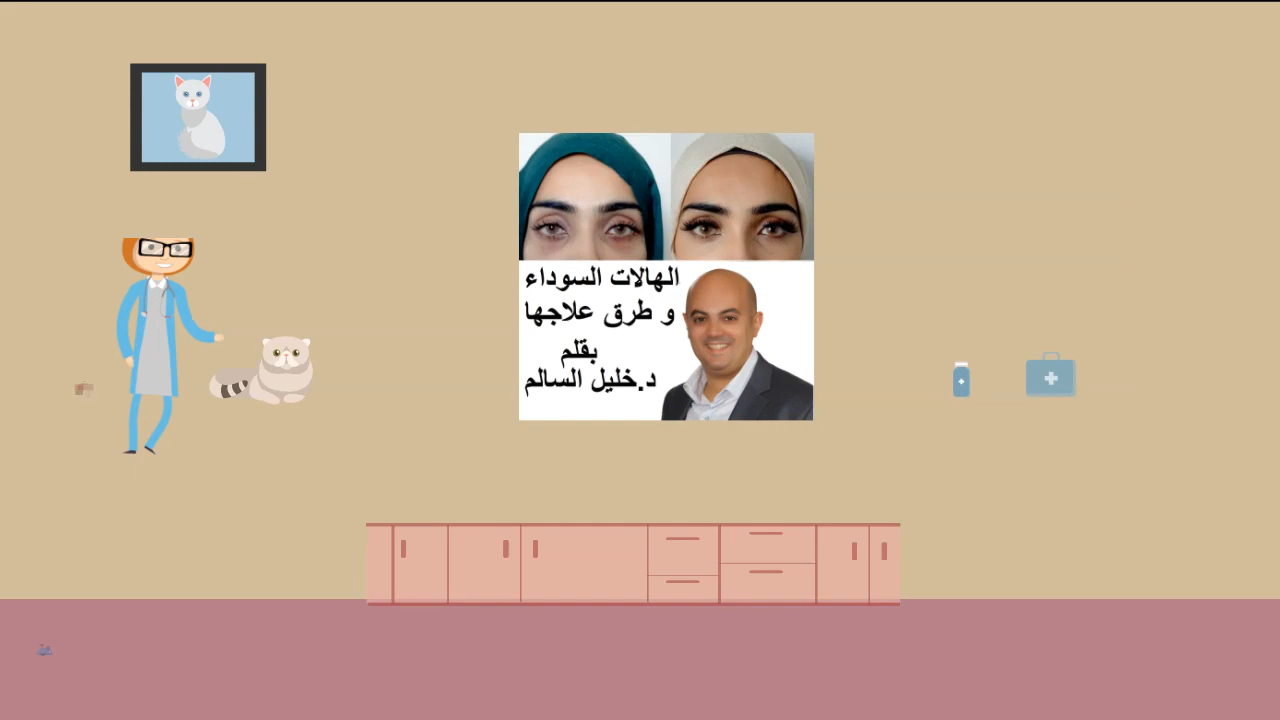 الهالات السوداء
و طرق علاجها
بقلم
د.خليل السالم